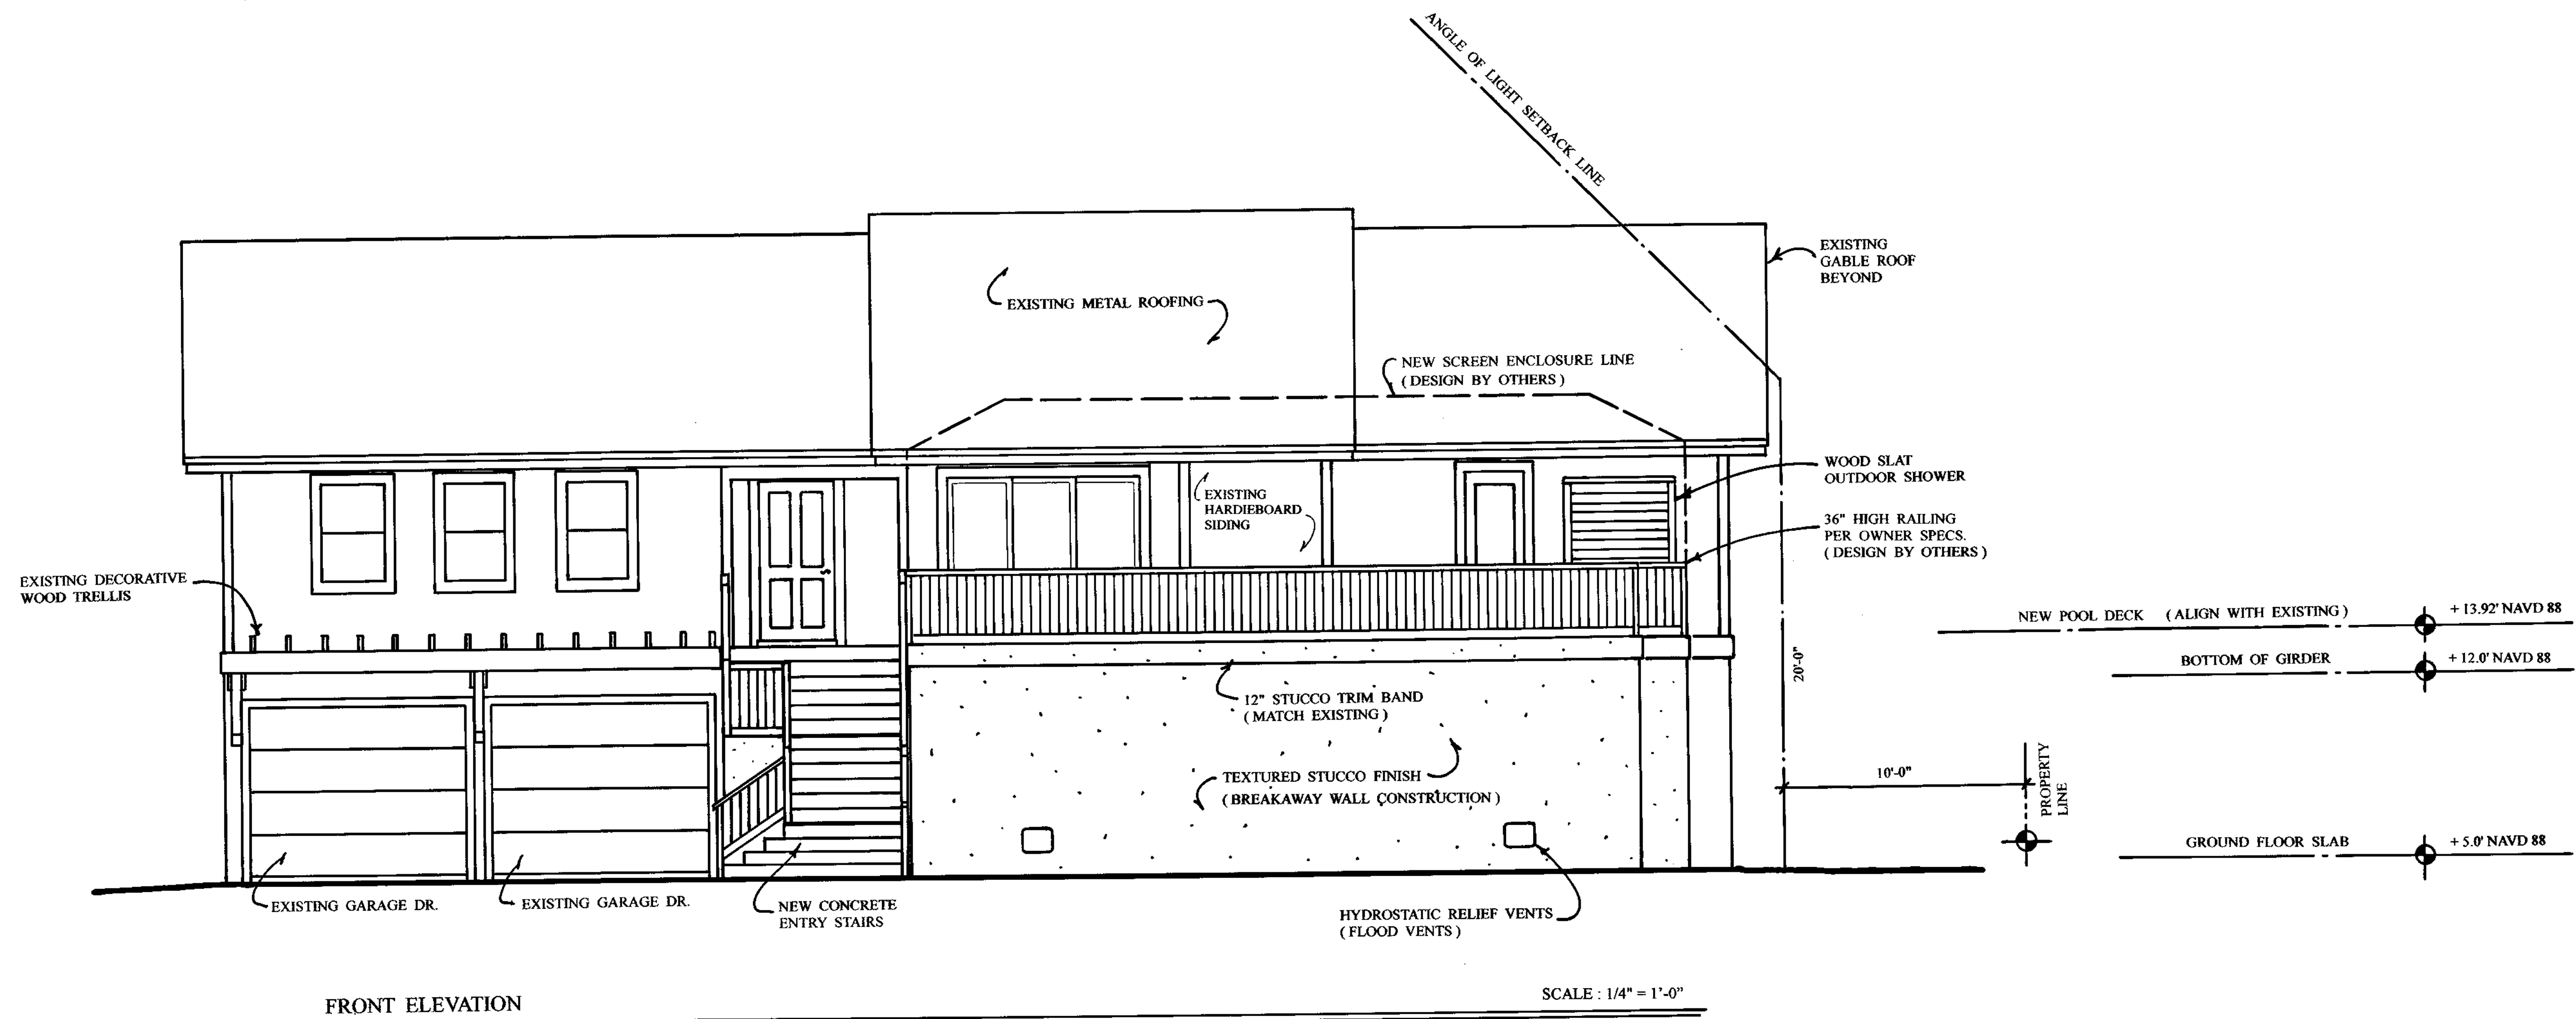 ANGLE OF LIGHT SETBACK LINE
EXISTING
GABLE ROOF
BEYOND
EXISTING METAL ROOFING
NEW SCREEN ENCLOSURE LINE
( DESIGN BY OTHERS )
WOOD SLAT
OUTDOOR SHOWER
EXISTING
HARDIEBOARD
SIDING
36" HIGH RAILING
PER OWNER SPECS.
( DESIGN BY OTHERS )
EXISTING DECORATIVE
WOOD TRELLIS
NEW POOL DECK ( ALIGN WITH EXISTING )
+ 13.92' NAVD 88
BOTTOM OF GIRDER
+ 12.0' NAVD 88
20'-0"
12" STUCCO TRIM BAND
( MATCH EXISTING )
TEXTURED STUCCO FINISH
( BREAKAWAY WALL CONSTRUCTION )
10'-0"
PROPERTY
LINE
GROUND FLOOR SLAB
+ 5.0' NAVD 88
EXISTING GARAGE DR.
EXISTING GARAGE DR.
NEW CONCRETE
ENTRY STAIRS
HYDROSTATIC RELIEF VENTS
( FLOOD VENTS )
FRONT ELEVATION
SCALE : 1/4" = 1'-0"